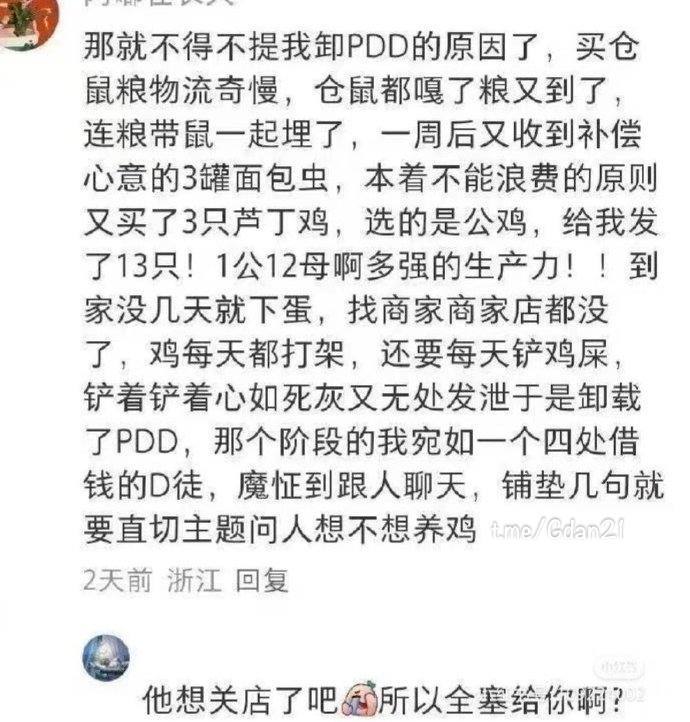 那就不得不提我卸PDD的原因了，买仓
鼠粮物流奇慢，仓鼠都嘎了粮又到了，
连粮带鼠一起埋了，一周后又收到补偿
心意的3罐面包虫，本着不能浪费的原则
又买了3只芦丁鸡，选的是公鸡，给我发
了13只！1公12母啊多强的生产力！！到
家没几天就下蛋，找商家商家店都没
了，鸡每天都打架，还要每天铲鸡屎，
铲着铲着心如死灰又无处发泄于是卸载
了PDD，那个阶段的我宛如一个四处借
钱的D徒，魔怔到跟人聊天，铺垫几句就
要直切主题问人想不想养鸡
t.me/Gdan21
2天前 浙江 回复
小红书
他想关店了吧所以全塞给你啊？